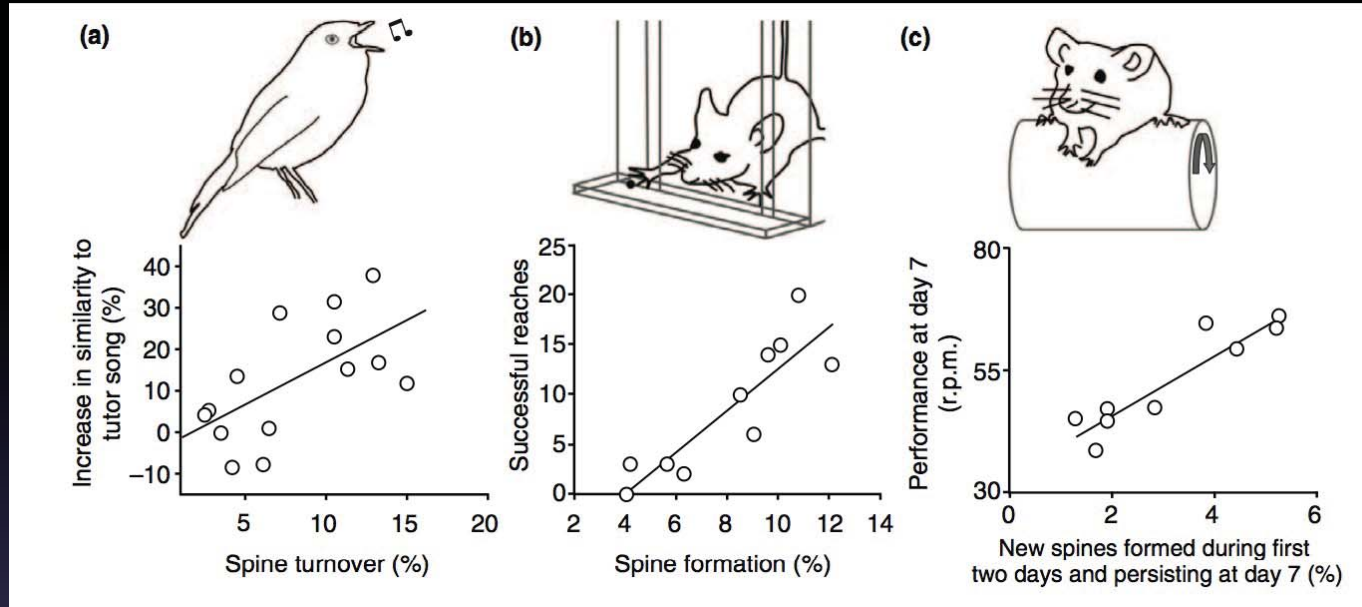 (a)
Increase in similarity to
tutor song (%)
40
30
20
10
0
−10
5 10 15 20
Spine turnover (%)
(b)
Successful reaches
25
20
15
10
5
0
2 4 6 8 10 12 14
Spine formation (%)
(c)
Performance at day 7
(r.p.m.)
80
55
30
0 2 4 6
New spines formed during first
two days and persisting at day 7 (%)